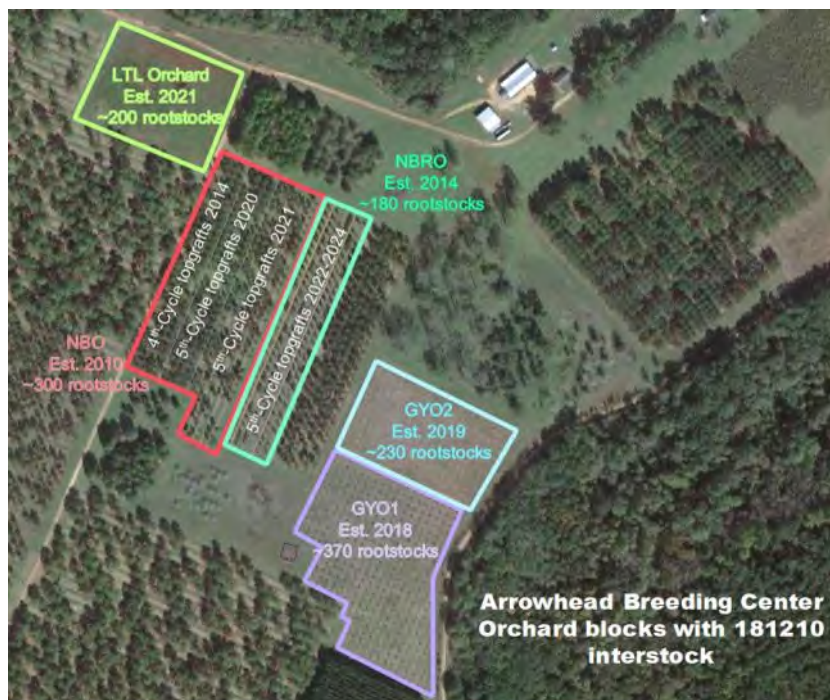 LTL Orchard
Est. 2021
~200 rootstocks
NBRO
Est. 2014
~180 rootstocks
4th-Cycle topgrafts 2014
5th-Cycle topgrafts 2020
5th-Cycle topgrafts 2021
5th-Cycle topgrafts 2022-2024
NBO
Est. 2010
~300 rootstocks
GYO2
Est. 2019
~230 rootstocks
GYO1
Est. 2018
~370 rootstocks
Arrowhead Breeding Center
Orchard blocks with 181210
interstock